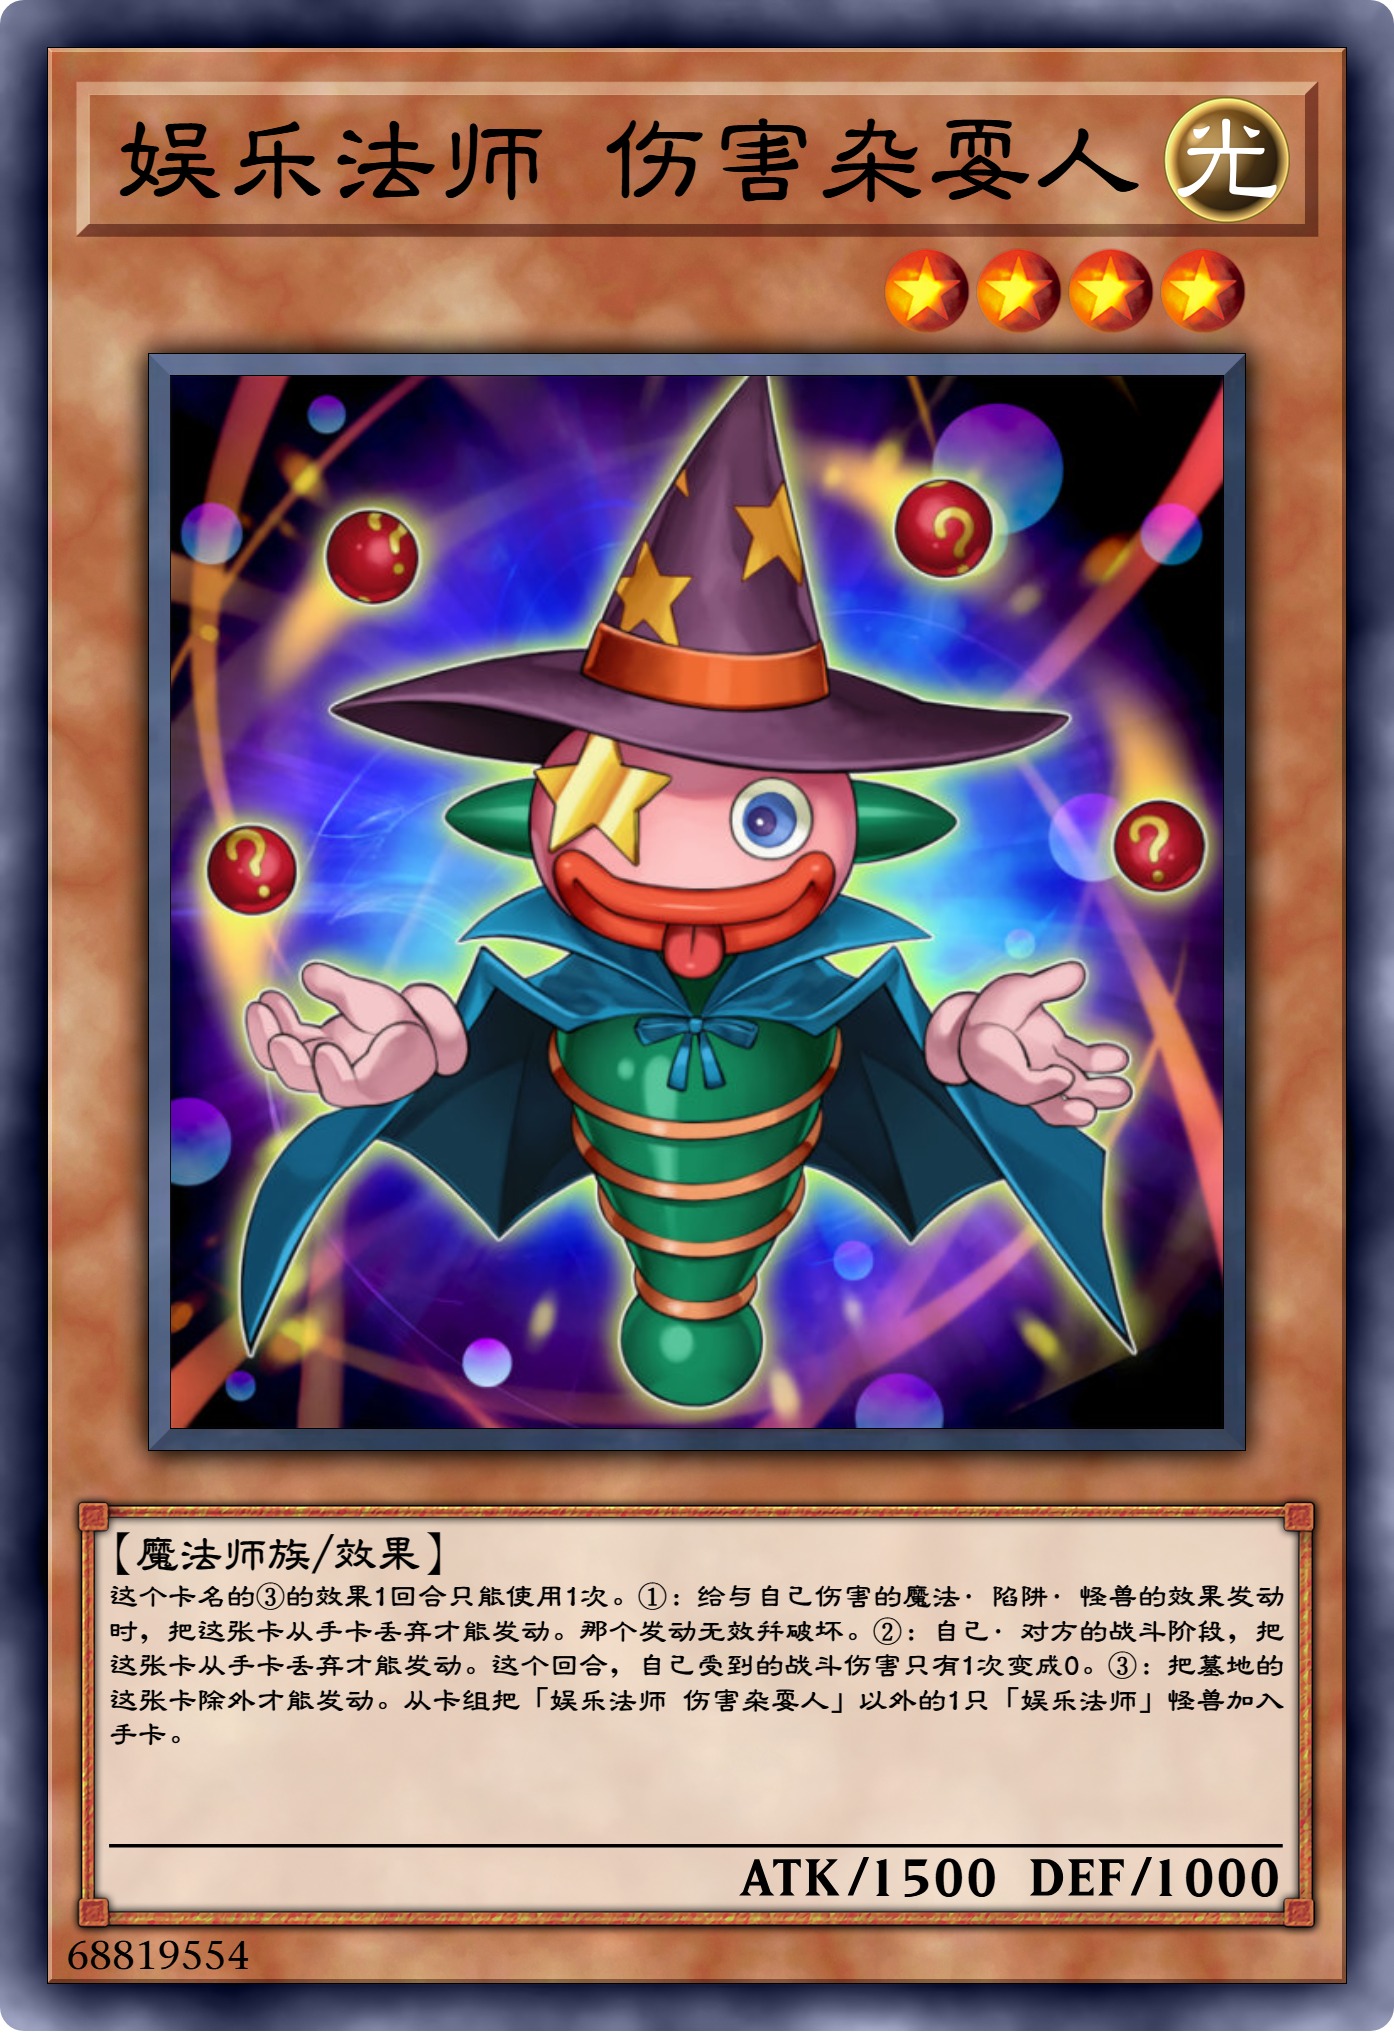 娱乐法师 伤害杂耍人 光
【魔法师族/效果】
这个卡名的③的效果1回合只能使用1次。①：给与自己伤害的魔法·陷阱·怪兽的效果发动
时，把这张卡从手卡丢弃才能发动。那个发动无效并破坏。②：自己·对方的战斗阶段，把
这张卡从手卡丢弃才能发动。这个回合，自己受到的战斗伤害只有1次变成0。③：把墓地的
这张卡除外才能发动。从卡组把「娱乐法师 伤害杂耍人」以外的1只「娱乐法师」怪兽加入
手卡。
ATK/1500 DEF/1000
68819554